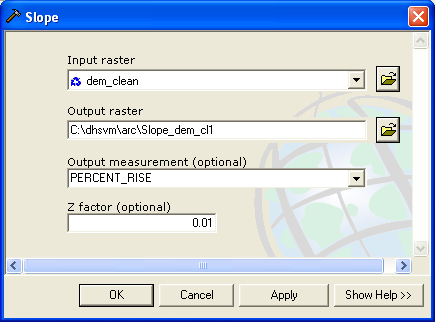 Slope
Input raster
dem_clean
Output raster
C:\dhsvm\arc\Slope_dem_cl1
Output measurement (optional)
PERCENT_RISE
Z factor (optional)
0.01
OK
Cancel
Apply
Show Help >>